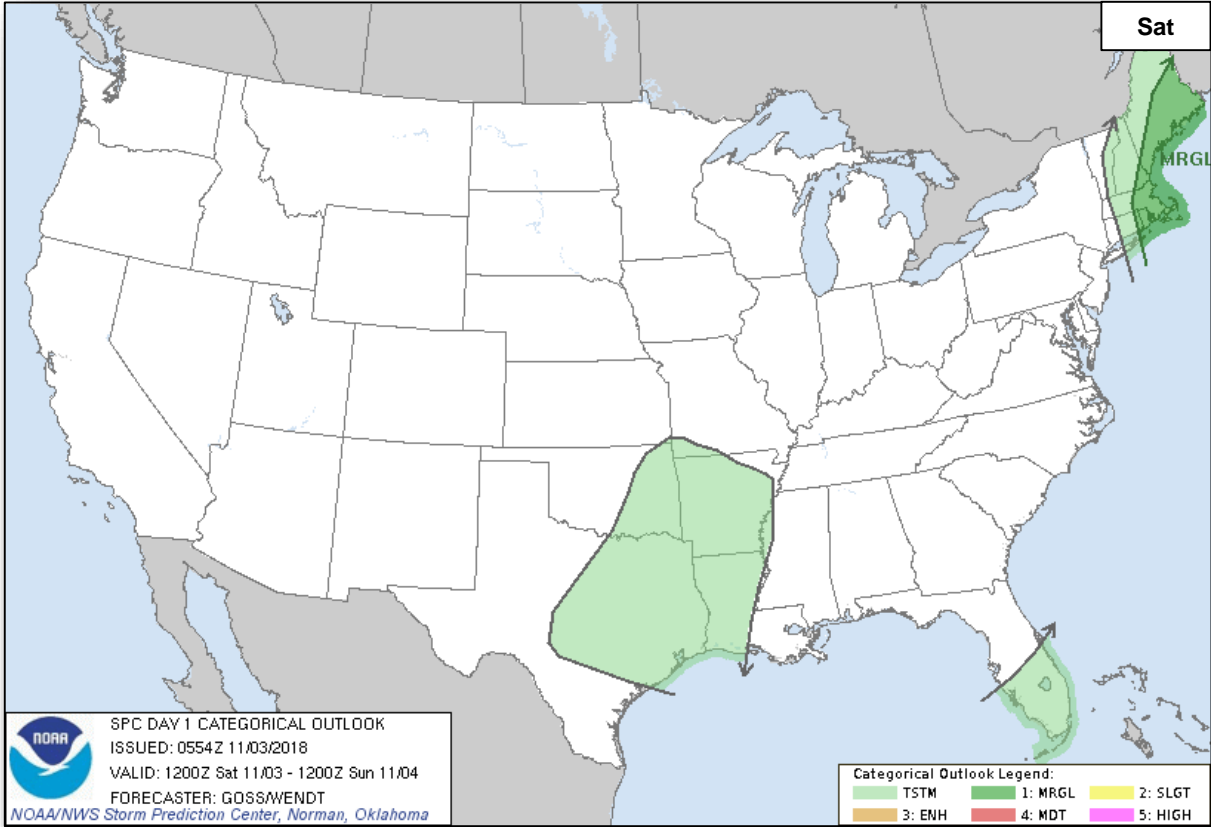 Sat
MRGL
NOAA
SPC DAY 1 CATEGORICAL OUTLOOK
ISSUED: 0554Z 11/03/2018
VALID: 1200Z Sat 11/03 - 1200Z Sun 11/04
FORECASTER: GOSS/WENDT
NOAA/NWS Storm Prediction Center, Norman, Oklahoma
Categorical Outlook Legend:
TSTM 1: MRGL 2: SLGT
3: ENH 4: MDT 5: HIGH